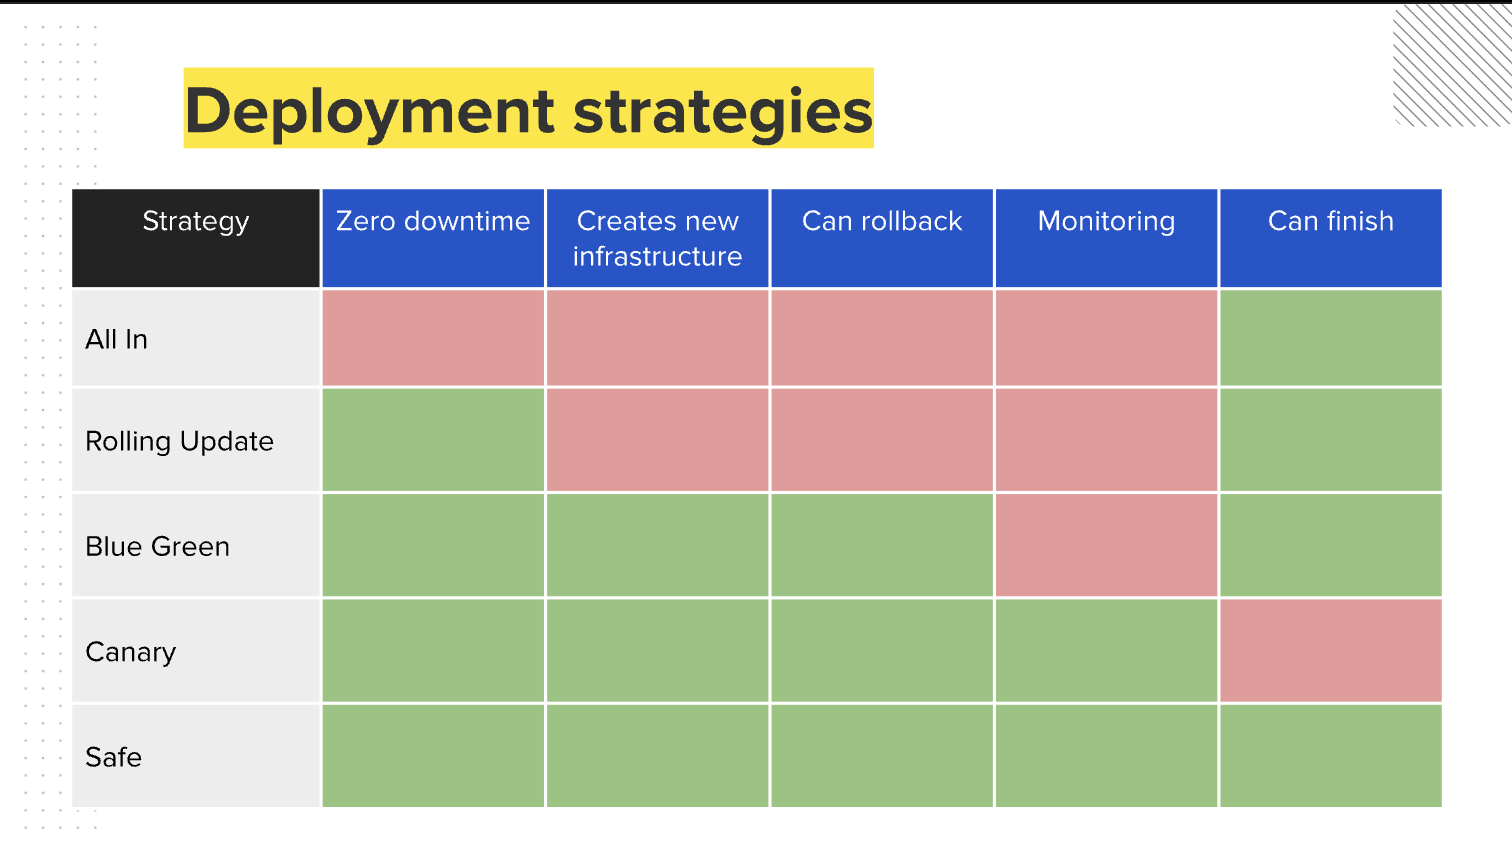 Deployment strategies
Strategy
Zero downtime
Creates new
infrastructure
Can rollback
Monitoring
Can finish
All In
Rolling Update
Blue Green
Canary
Safe